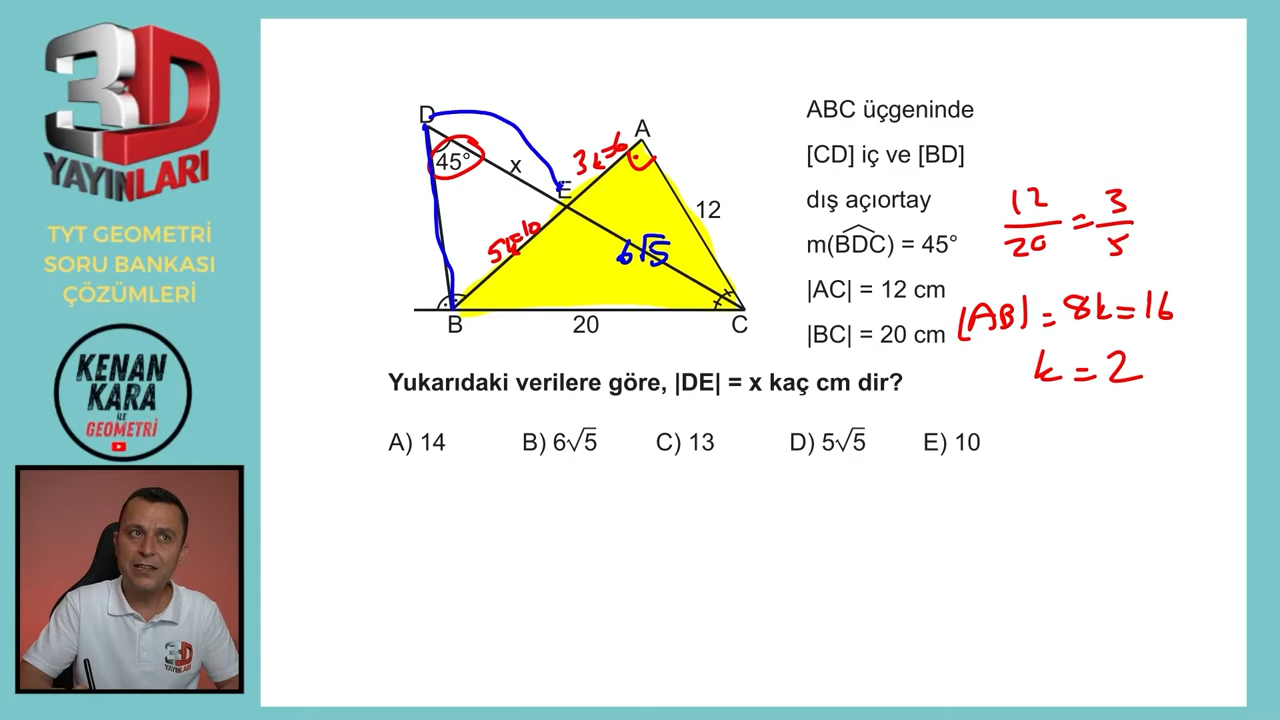 3D
YAYINLARI
TYT GEOMETRİ
SORU BANKASI
ÇÖZÜMLERİ
KENAN
KARA
İLE
GEOMETRİ
3D
YAYINLARI
D
45°
x
E
3k=6
A
5k=10
6√5
12
B
20
C
ABC üçgeninde
[CD] iç ve [BD]
dış açıortay
m(BDC) = 45°
|AC| = 12 cm
|BC| = 20 cm
12/20 = 3/5
|AB| = 8k = 16
k = 2
Yukarıdaki verilere göre, |DE| = x kaç cm dir?
A) 14 B) 6√5 C) 13 D) 5√5 E) 10